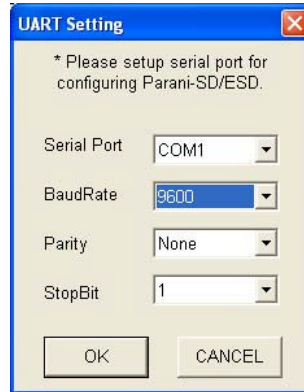 UART Setting
* Please setup serial port for
configuring Parani-SD/ESD.
Serial Port COM1
BaudRate 9600
Parity None
StopBit 1
OK CANCEL